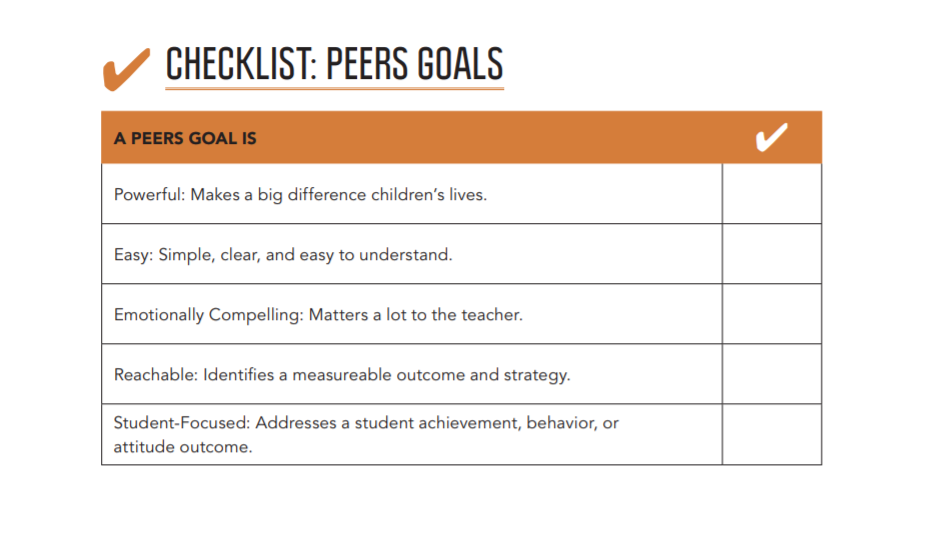 CHECKLIST: PEERS GOALS
A PEERS GOAL IS
Powerful: Makes a big difference children’s lives.
Easy: Simple, clear, and easy to understand.
Emotionally Compelling: Matters a lot to the teacher.
Reachable: Identifies a measureable outcome and strategy.
Student-Focused: Addresses a student achievement, behavior, or
attitude outcome.